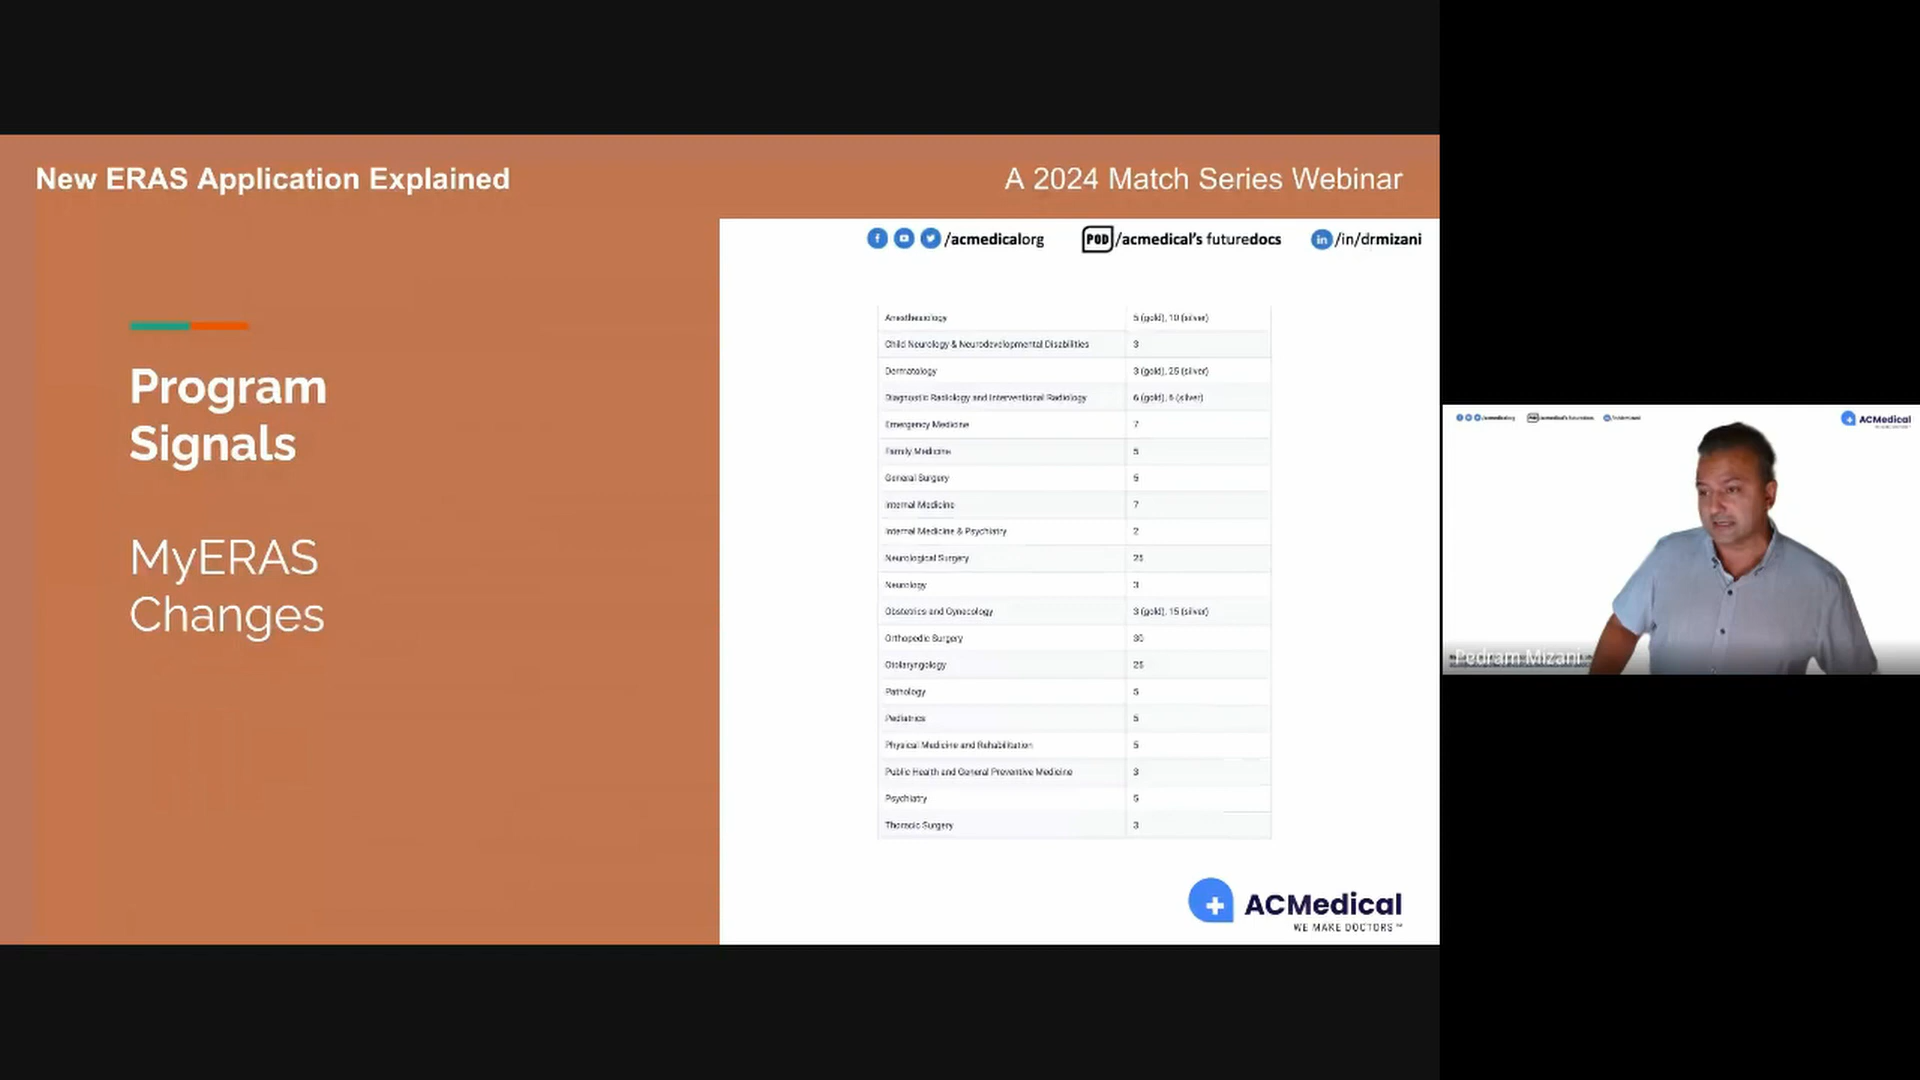 New ERAS Application Explained
A 2024 Match Series Webinar
/acmedicalorg
POD /acmedical's futuredocs
in /in/drmizani
Program
Signals
MyERAS
Changes
Anesthesiology 5 (gold), 10 (silver)
Child Neurology & Neurodevelopmental Disabilities 3
Dermatology 3 (gold), 25 (silver)
Diagnostic Radiology and Interventional Radiology 6 (gold), 6 (silver)
Emergency Medicine 7
Family Medicine 5
General Surgery 5
Internal Medicine 7
Internal Medicine & Psychiatry 2
Neurological Surgery 25
Neurology 3
Obstetrics and Gynecology 3 (gold), 15 (silver)
Orthopedic Surgery 30
Otolaryngology 25
Pathology 5
Pediatrics 5
Physical Medicine and Rehabilitation 5
Public Health and General Preventive Medicine 3
Psychiatry 5
Thoracic Surgery 3
ACMedical
WE MAKE DOCTORS™
ACMedical
Pedram Mizani